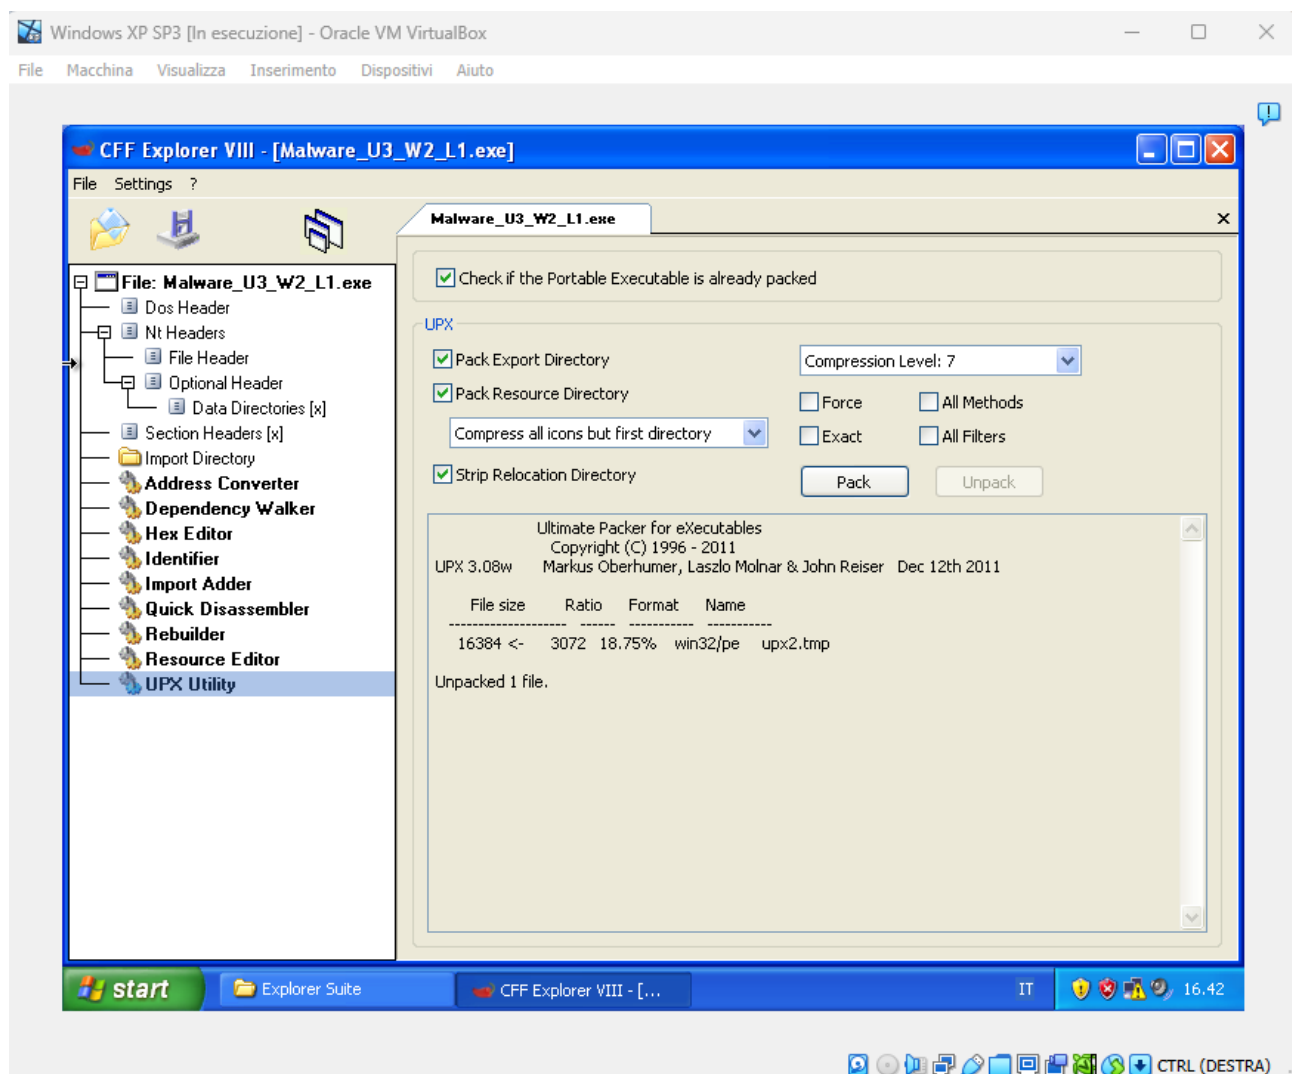 Windows XP SP3 [In esecuzione] - Oracle VM VirtualBox
File Macchina Visualizza Inserimento Dispositivi Aiuto
CFF Explorer VIII - [Malware_U3_W2_L1.exe]
File Settings ?
Malware_U3_W2_L1.exe
File: Malware_U3_W2_L1.exe
Dos Header
Nt Headers
File Header
Optional Header
Data Directories [x]
Section Headers [x]
Import Directory
Address Converter
Dependency Walker
Hex Editor
Identifier
Import Adder
Quick Disassembler
Rebuilder
Resource Editor
UPX Utility
Check if the Portable Executable is already packed
UPX
Pack Export Directory
Compression Level: 7
Pack Resource Directory
Force All Methods
Compress all icons but first directory
Exact All Filters
Strip Relocation Directory
Pack Unpack
Ultimate Packer for eXecutables
Copyright (C) 1996 - 2011
UPX 3.08w Markus Oberhumer, Laszlo Molnar & John Reiser Dec 12th 2011
File size Ratio Format Name
-------------------- ------ ----------- -----------
16384 <- 3072 18.75% win32/pe upx2.tmp
Unpacked 1 file.
start Explorer Suite CFF Explorer VIII - [... IT 16.42
CTRL (DESTRA)